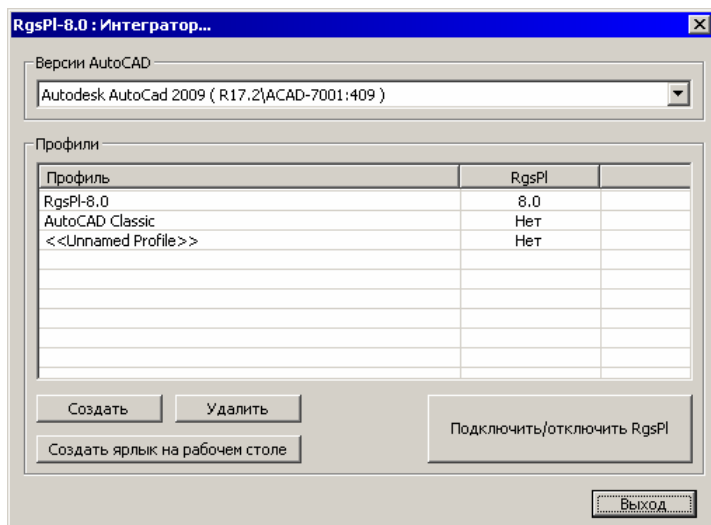 RgsPl-8.0 : Интегратор...
Версии AutoCAD
Autodesk AutoCad 2009 ( R17.2\ACAD-7001:409 )
Профили
Профиль RgsPl
RgsPl-8.0 8.0
AutoCAD Classic Нет
<<Unnamed Profile>> Нет
Создать Удалить
Подключить/отключить RgsPl
Создать ярлык на рабочем столе
Выход